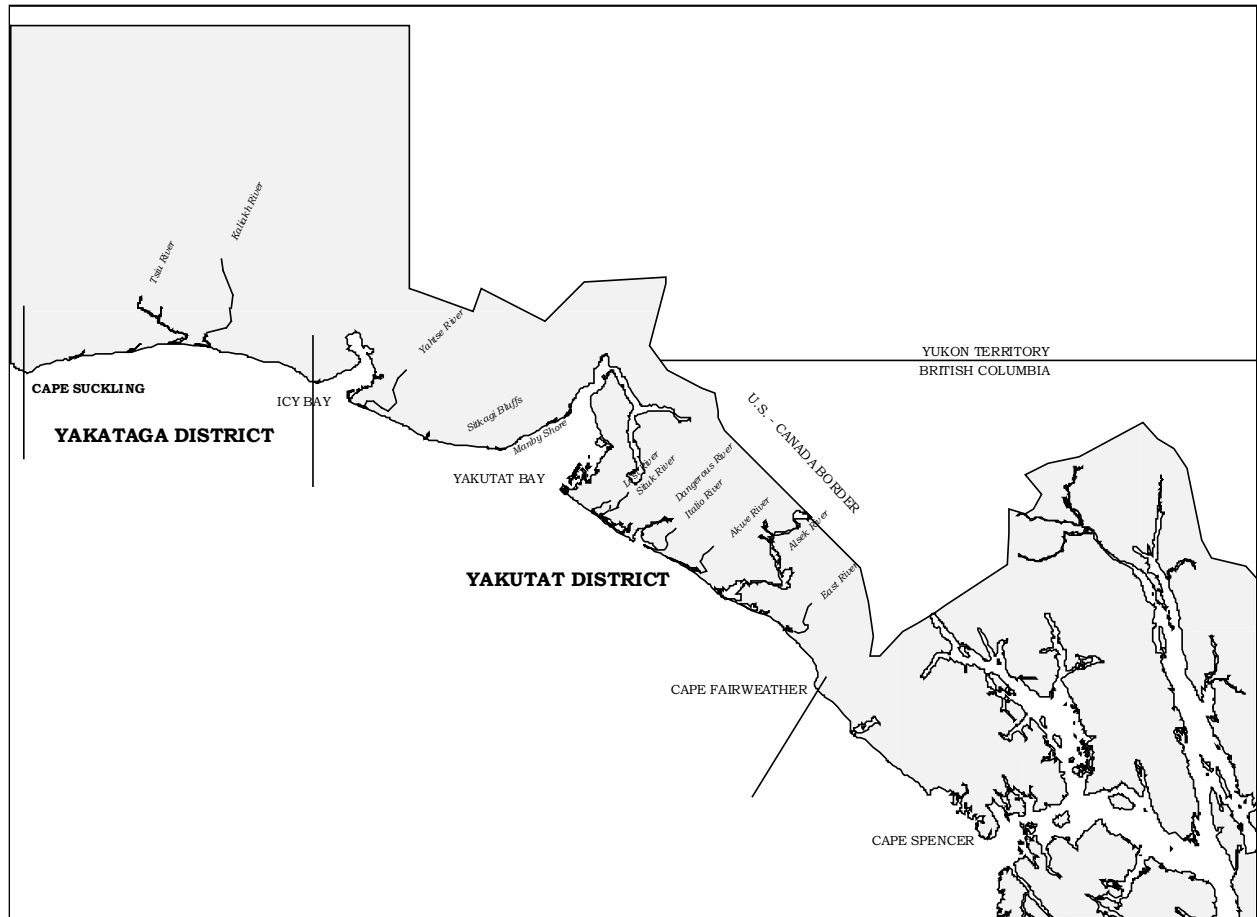 Kaliakh River
Tsiu River
Yahtse River
YUKON TERRITORY
BRITISH COLUMBIA
CAPE SUCKLING
ICY BAY
U.S. - CANADA BORDER
Sitkagi Bluffs
YAKATAGA DISTRICT
Manby Shore
YAKUTAT BAY
Lost River
Situk River
Dangerous River
Italio River
Akwe River
Alsek River
YAKUTAT DISTRICT
East River
CAPE FAIRWEATHER
CAPE SPENCER